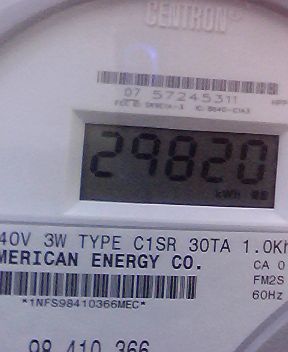 CENTRON®
07 57245311
29820
kWh
40V 3W TYPE C1SR 30TA 1.0Kh
MERICAN ENERGY CO.
CA 0
FM2S
60Hz
*1NFS98410366MEC*
98 410 366